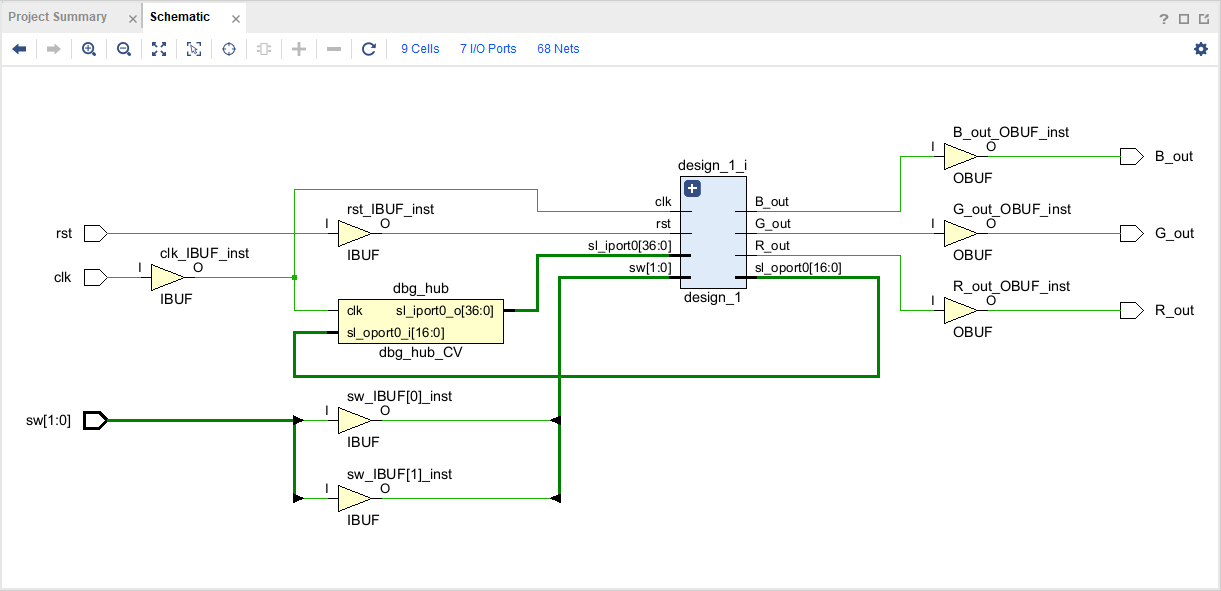 Project Summary
Schematic
9 Cells
7 I/O Ports
68 Nets
B_out_OBUF_inst
I
O
B_out
OBUF
design_1_i
clk
B_out
rst_IBUF_inst
I
O
rst
G_out
G_out_OBUF_inst
I
O
G_out
OBUF
rst
IBUF
sl_iport0[36:0]
R_out
clk_IBUF_inst
I
O
clk
IBUF
sw[1:0]
sl_oport0[16:0]
design_1
R_out_OBUF_inst
I
O
R_out
OBUF
dbg_hub
clk
sl_iport0_o[36:0]
sl_oport0_i[16:0]
dbg_hub_CV
sw_IBUF[0]_inst
I
O
sw[1:0]
IBUF
sw_IBUF[1]_inst
I
O
IBUF